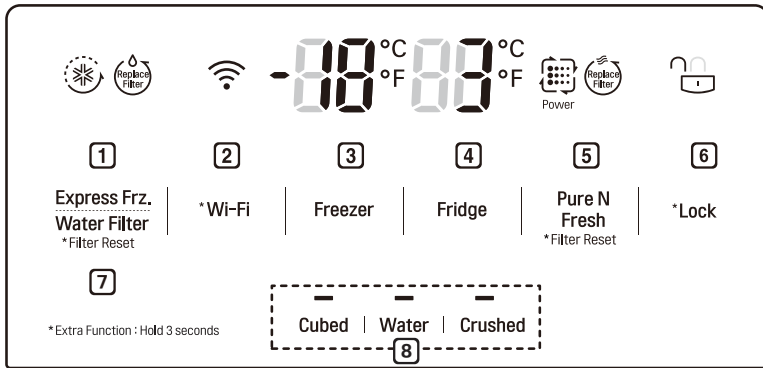 Replace Filter
-18 °C °F
3 °C °F
Power
Replace Filter
1 2 3 4 5 6
Express Frz.
Water Filter
*Filter Reset
*Wi-Fi
Freezer
Fridge
Pure N
Fresh
*Filter Reset
*Lock
7
*Extra Function : Hold 3 seconds
Cubed | Water | Crushed
8